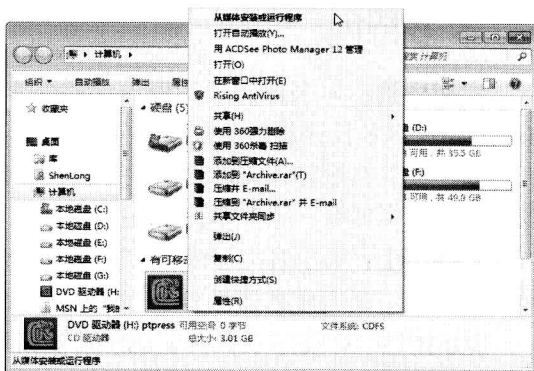 计算机
组织 自动播放 弹出 属性
收藏夹
桌面
库
ShenLong
计算机
本地磁盘 (C:)
本地磁盘 (D:)
本地磁盘 (E:)
本地磁盘 (F:)
本地磁盘 (G:)
DVD 驱动器 (H:
MSN 上的 "我的
硬盘 (5)
有可移动
从媒体安装或运行程序
打开自动播放(Y)...
用 ACDSee Photo Manager 12 管理
打开(O)
在新窗口中打开(E)
Rising AntiVirus
共享(H)
使用 360强力删除
使用 360杀毒 扫描
添加到压缩文件(A)...
添加到 "Archive.rar"(T)
压缩并 E-mail...
压缩到 "Archive.rar" 并 E-mail
共享文件夹同步
弹出(J)
复制(C)
创建快捷方式(S)
属性(R)
(D:)
可用, 共 35.5 GB
(F:)
可用, 共 49.9 GB
DVD 驱动器 (H:) ptpress 可用空间: 0 字节 文件系统: CDFS
CD 驱动器 总大小: 3.01 GB
从媒体安装或运行程序